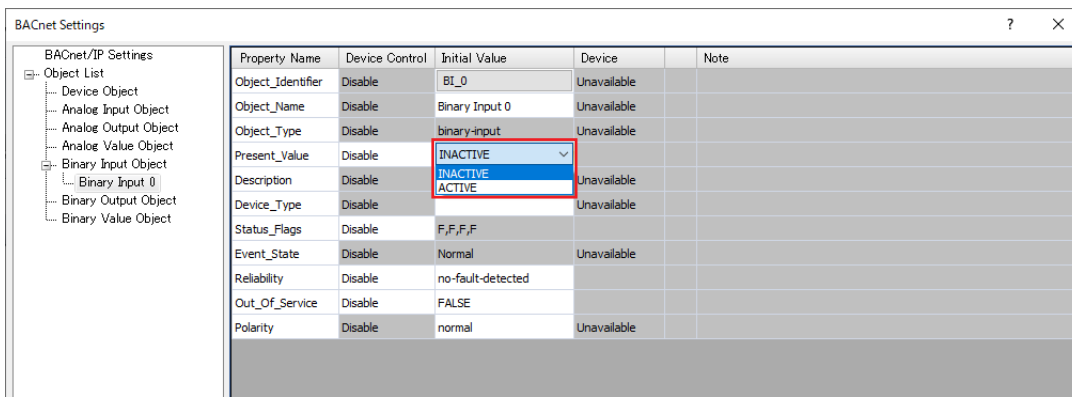 BACnet Settings ? ×
BACnet/IP Settings
Object List
Device Object
Analog Input Object
Analog Output Object
Analog Value Object
Binary Input Object
Binary Input 0
Binary Output Object
Binary Value Object
Property Name Device Control Initial Value Device Note
Object_Identifier Disable BI_0 Unavailable
Object_Name Disable Binary Input 0 Unavailable
Object_Type Disable binary-input Unavailable
Present_Value Disable INACTIVE
INACTIVE
ACTIVE
Description Disable Unavailable
Device_Type Disable Unavailable
Status_Flags Disable F,F,F,F
Event_State Disable Normal Unavailable
Reliability Disable no-fault-detected
Out_Of_Service Disable FALSE
Polarity Disable normal Unavailable